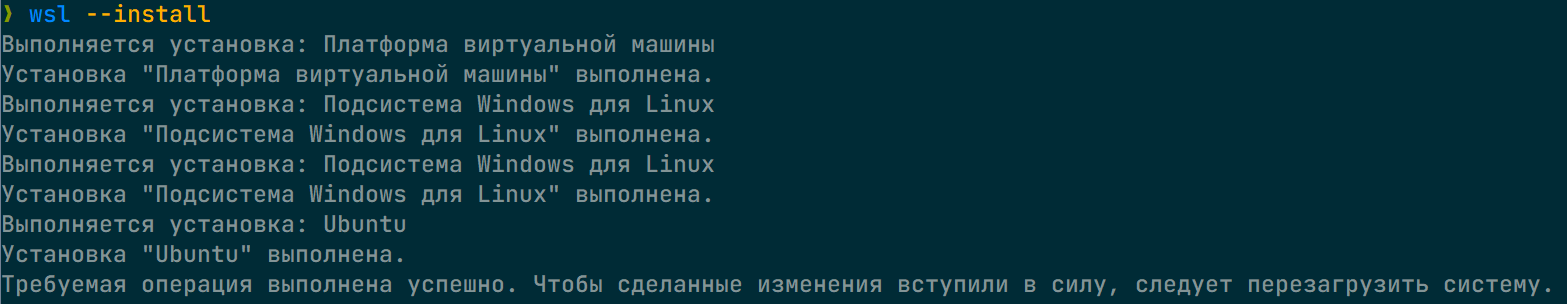 ❯ wsl --install
Выполняется установка: Платформа виртуальной машины
Установка "Платформа виртуальной машины" выполнена.
Выполняется установка: Подсистема Windows для Linux
Установка "Подсистема Windows для Linux" выполнена.
Выполняется установка: Подсистема Windows для Linux
Установка "Подсистема Windows для Linux" выполнена.
Выполняется установка: Ubuntu
Установка "Ubuntu" выполнена.
Требуемая операция выполнена успешно. Чтобы сделанные изменения вступили в силу, следует перезагрузить систему.